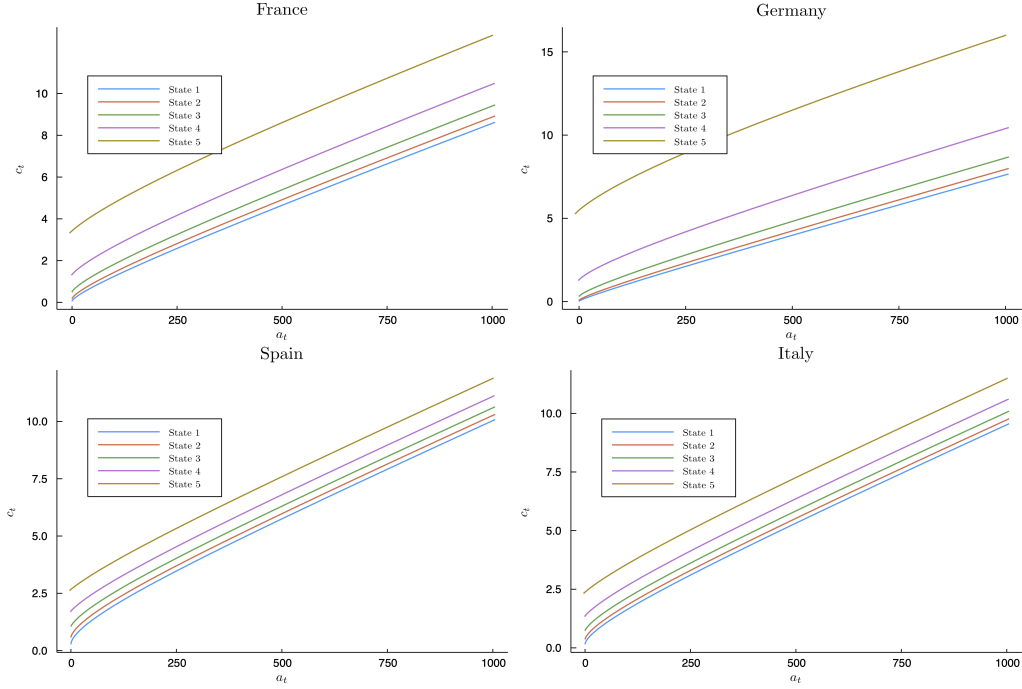 France
10
8
6
4
2
0
c_t
State 1
State 2
State 3
State 4
State 5
0 250 500 750 1000
a_t
Germany
15
10
5
0
c_t
State 1
State 2
State 3
State 4
State 5
0 250 500 750 1000
a_t
Spain
10.0
7.5
5.0
2.5
0.0
c_t
State 1
State 2
State 3
State 4
State 5
0 250 500 750 1000
a_t
Italy
10.0
7.5
5.0
2.5
0.0
c_t
State 1
State 2
State 3
State 4
State 5
0 250 500 750 1000
a_t